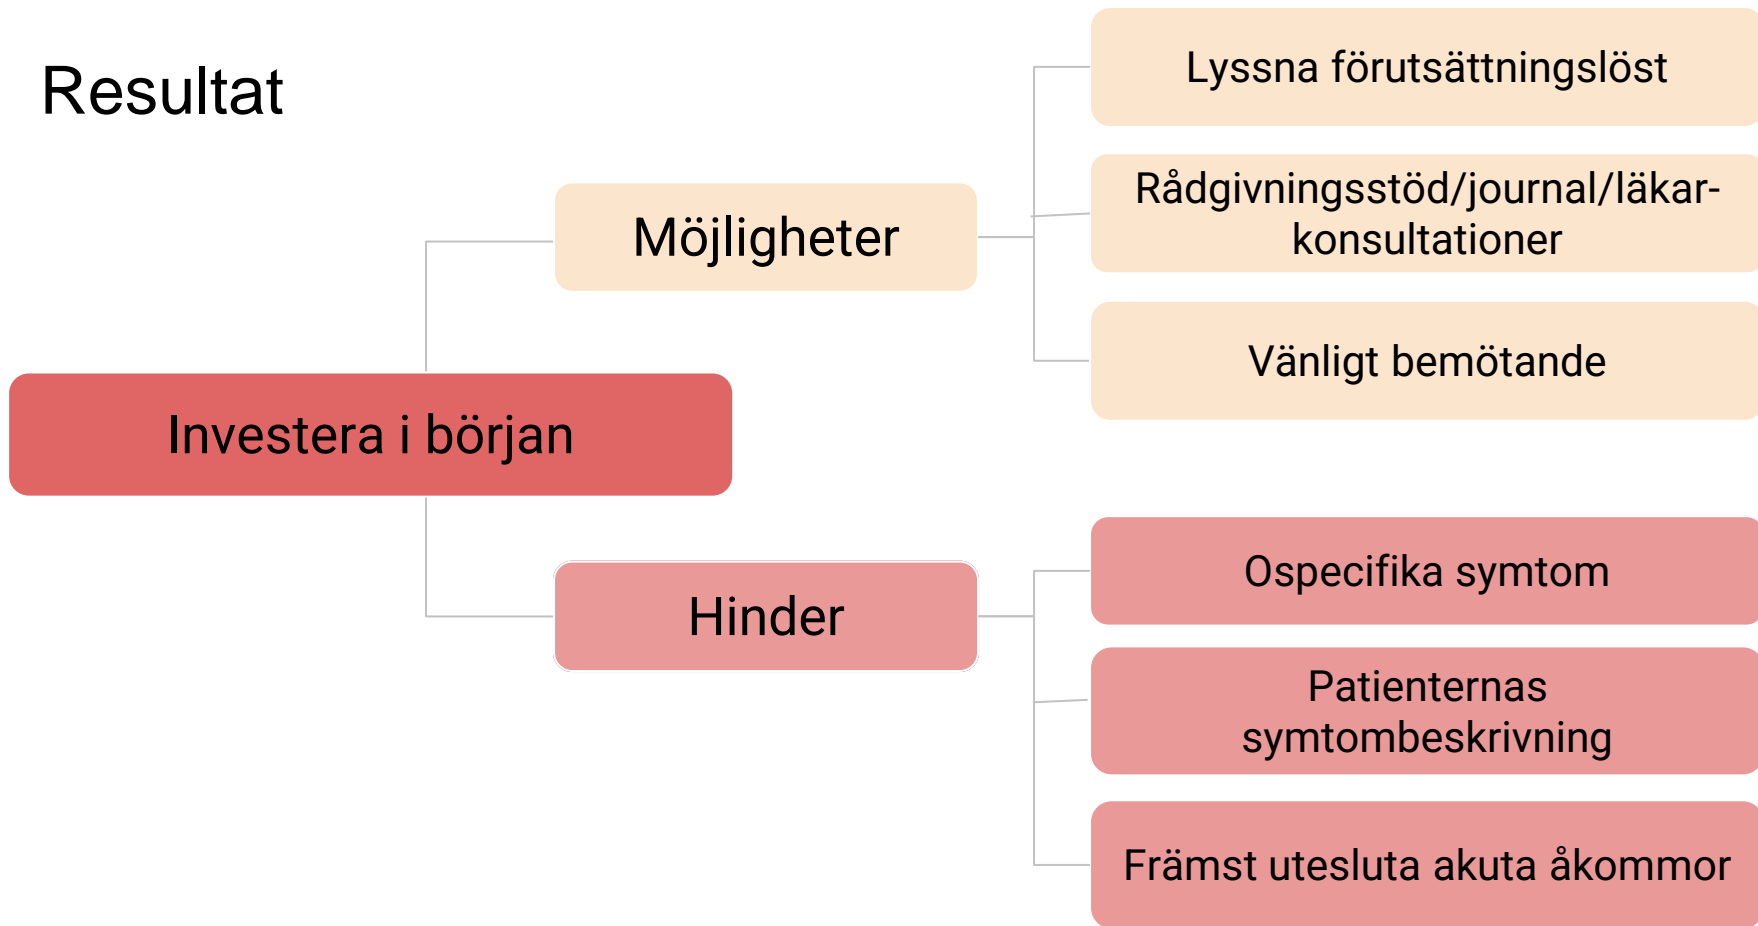 Resultat
Lyssna förutsättningslöst
Rådgivningsstöd/journal/läkar-
konsultationer
Möjligheter
Vänligt bemötande
Investera i början
Ospecifika symtom
Hinder
Patienternas
symtombeskrivning
Främst utesluta akuta åkommor